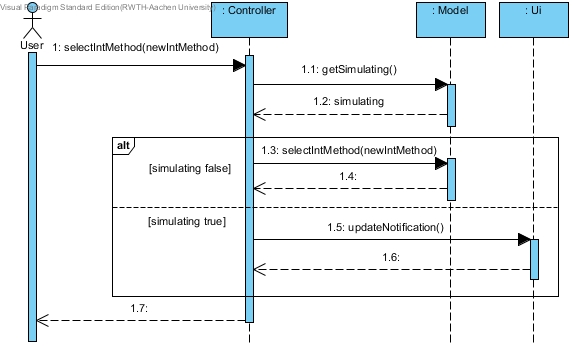 Visual Paradigm Standard Edition(RWTH-Aachen University)
: Controller
: Model
: Ui
User
1: selectIntMethod(newIntMethod)
1.1: getSimulating()
1.2: simulating
alt
1.3: selectIntMethod(newIntMethod)
[simulating false]
1.4:
[simulating true]
1.5: updateNotification()
1.6:
1.7: